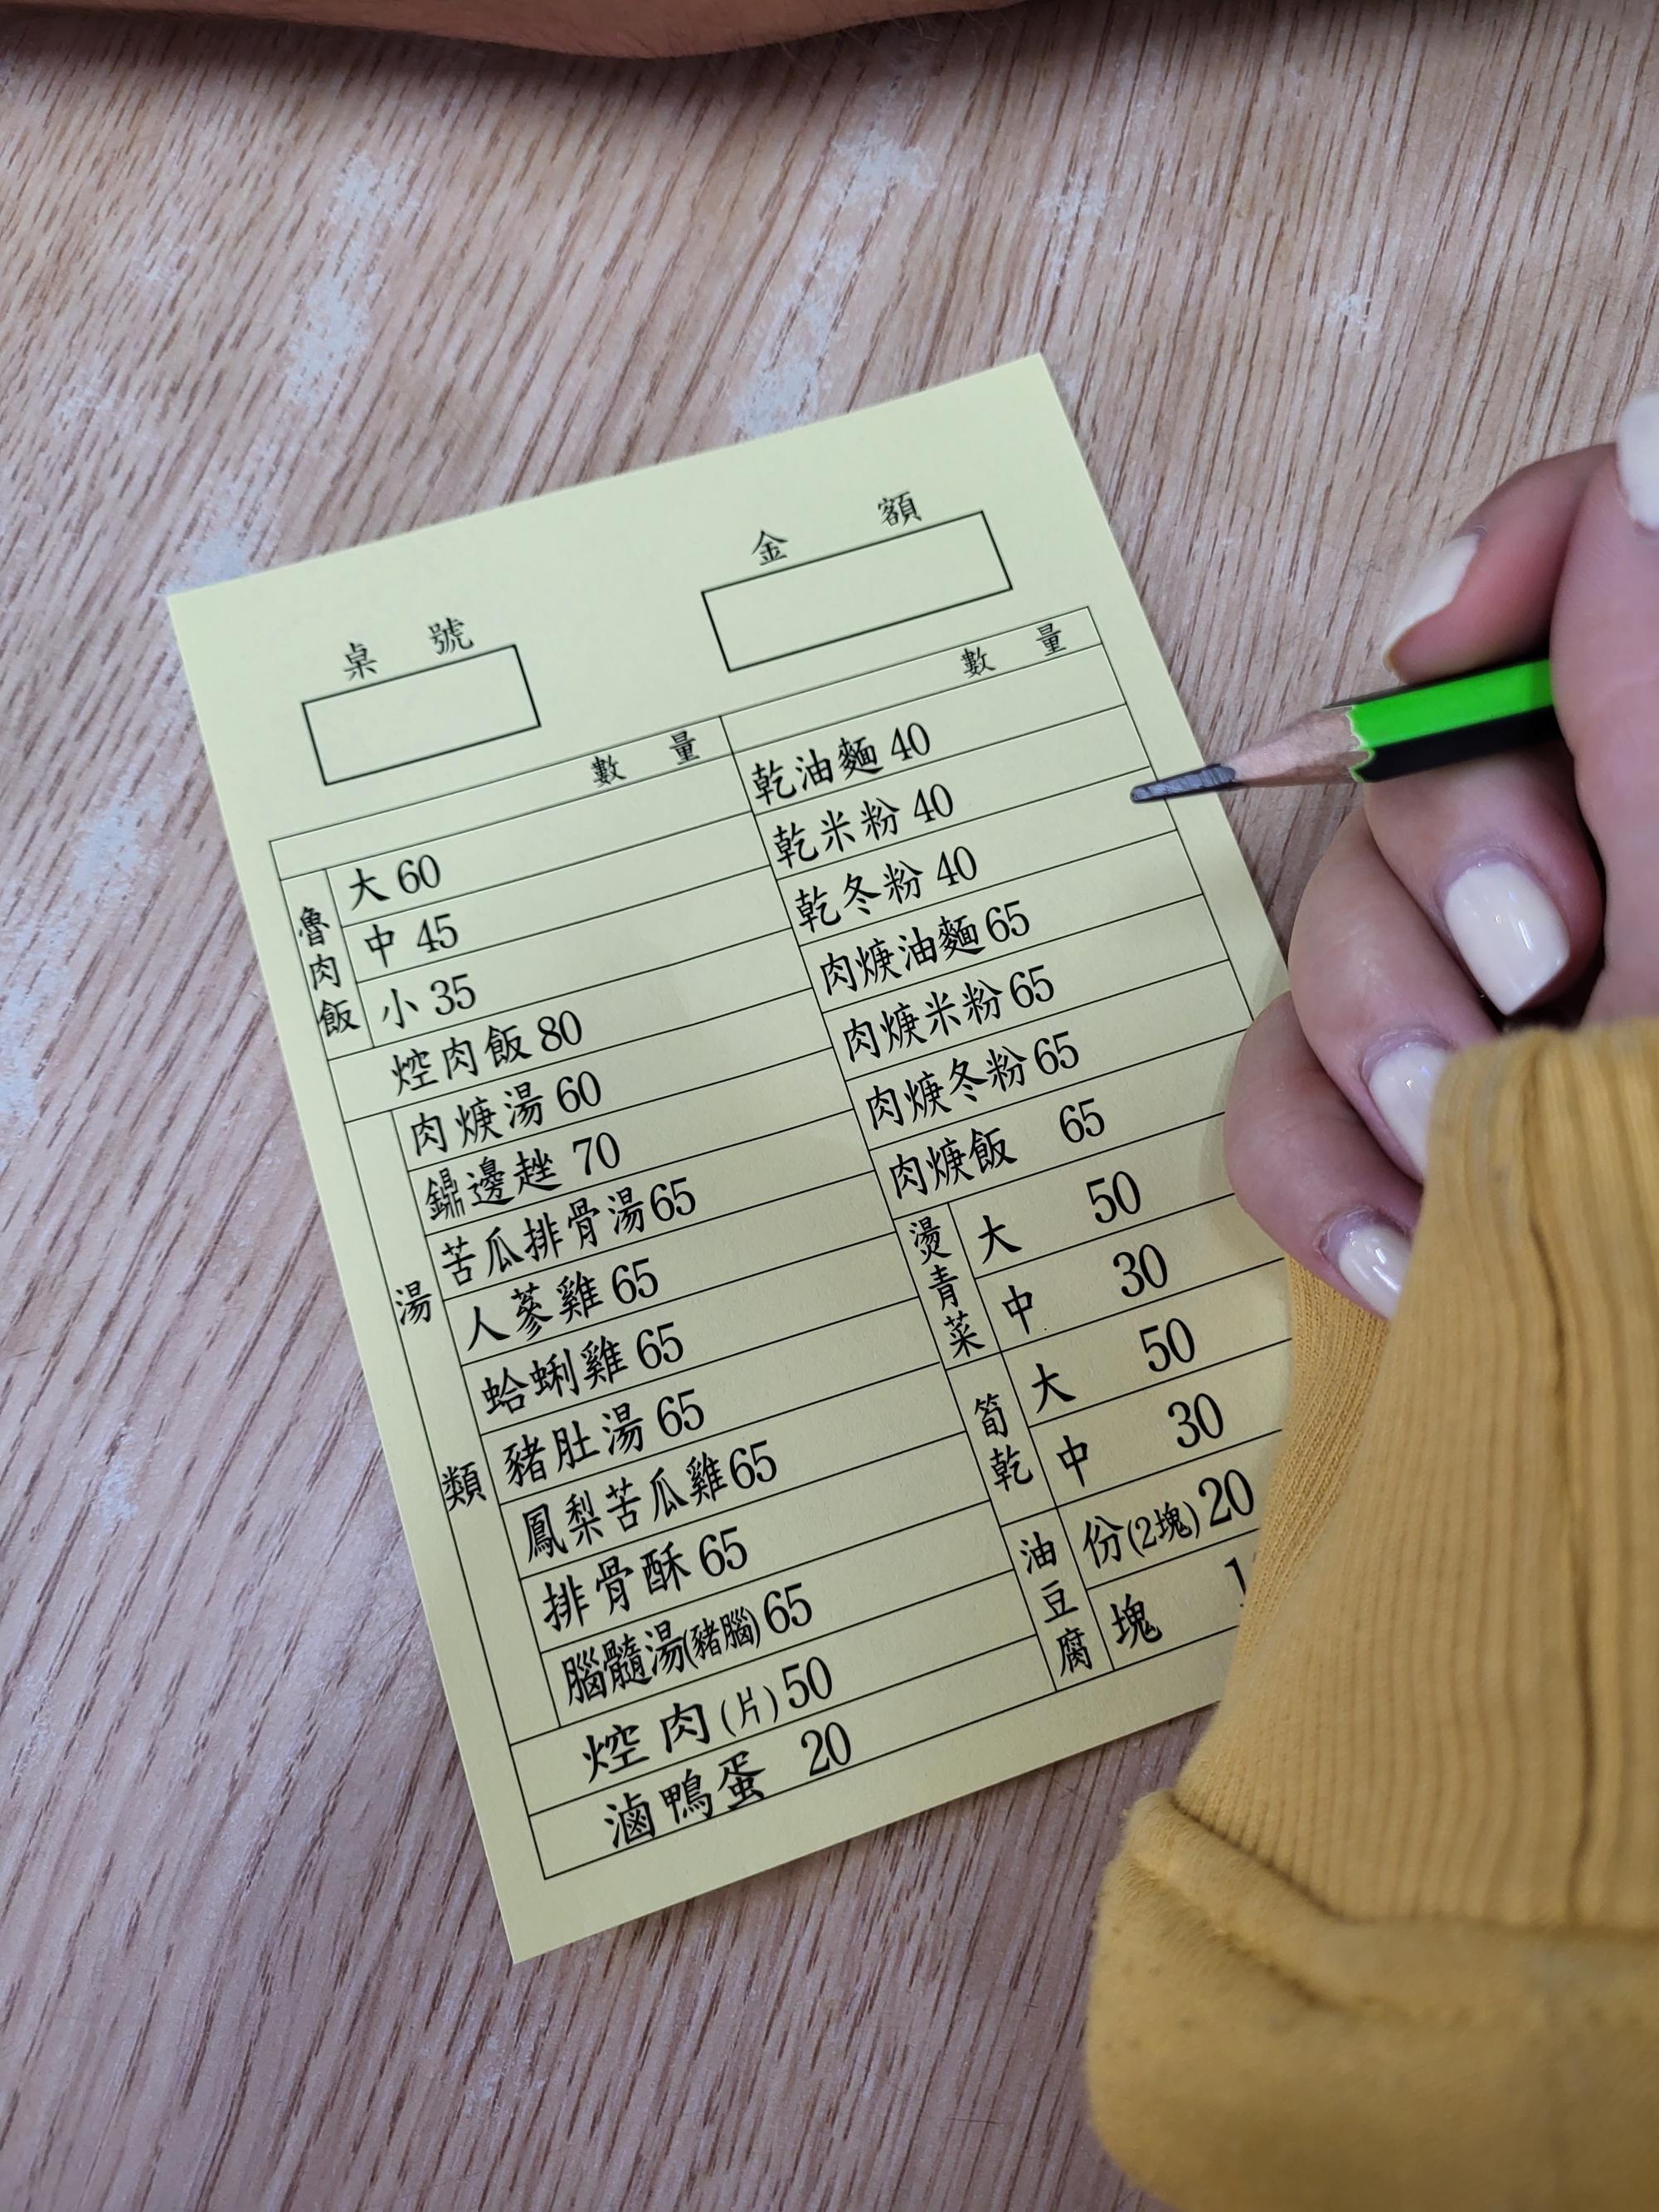 桌號
金額
數量
魯肉飯
大 60
中 45
小 35
焢肉飯 80
湯類
肉焿湯 60
鼎邊趖 70
苦瓜排骨湯 65
人蔘雞 65
蛤蜊雞 65
豬肚湯 65
鳳梨苦瓜雞 65
排骨酥 65
腦髓湯(豬腦) 65
焢肉(片) 50
滷鴨蛋 20
數量
乾油麵 40
乾米粉 40
乾冬粉 40
肉焿油麵 65
肉焿米粉 65
肉焿冬粉 65
肉焿飯 65
燙青菜
大 50
中 30
筍乾
大 50
中 30
油豆腐
份(2塊) 20
塊